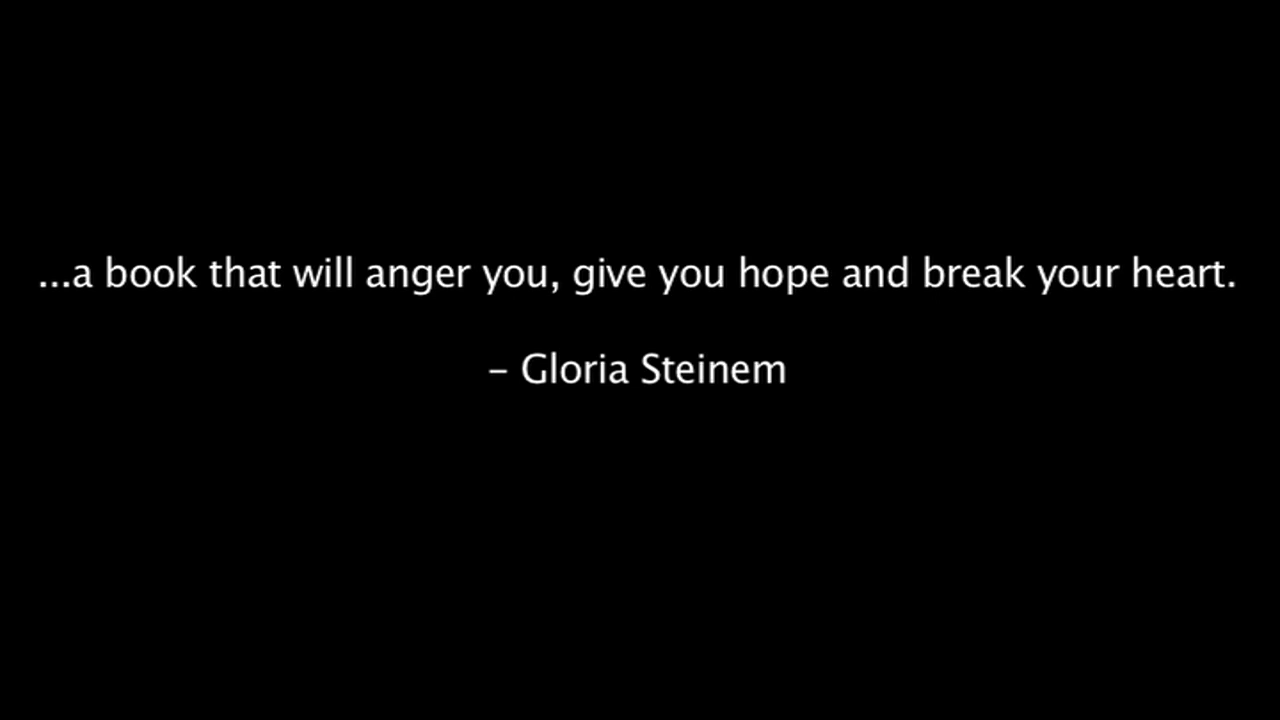 ...a book that will anger you, give you hope and break your heart.
– Gloria Steinem